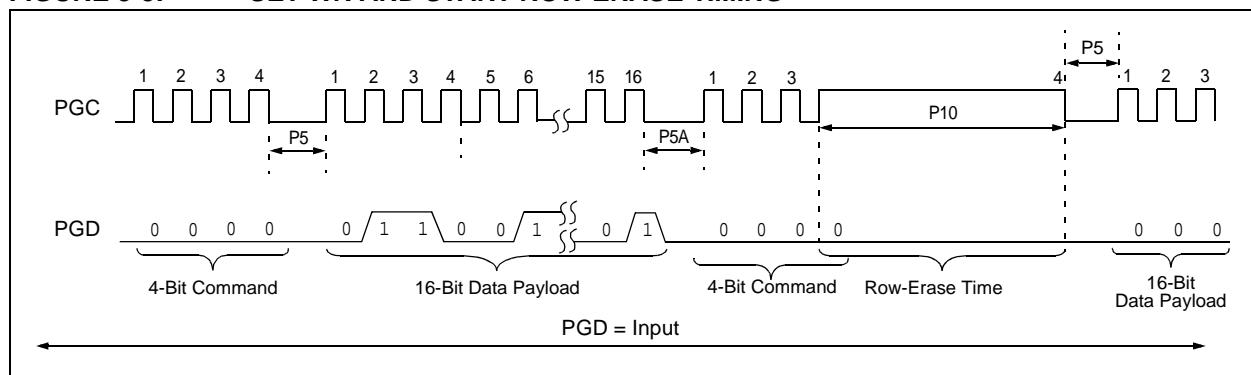 P5
1 2 3 4 1 2 3 4 5 6 15 16 1 2 3 4 1 2 3
PGC
P10
P5 P5A
PGD 0 0 0 0 0 1 1 0 0 1 0 1 0 0 0 0 0 0 0
4-Bit Command 16-Bit Data Payload 4-Bit Command Row-Erase Time 16-Bit
Data Payload
PGD = Input